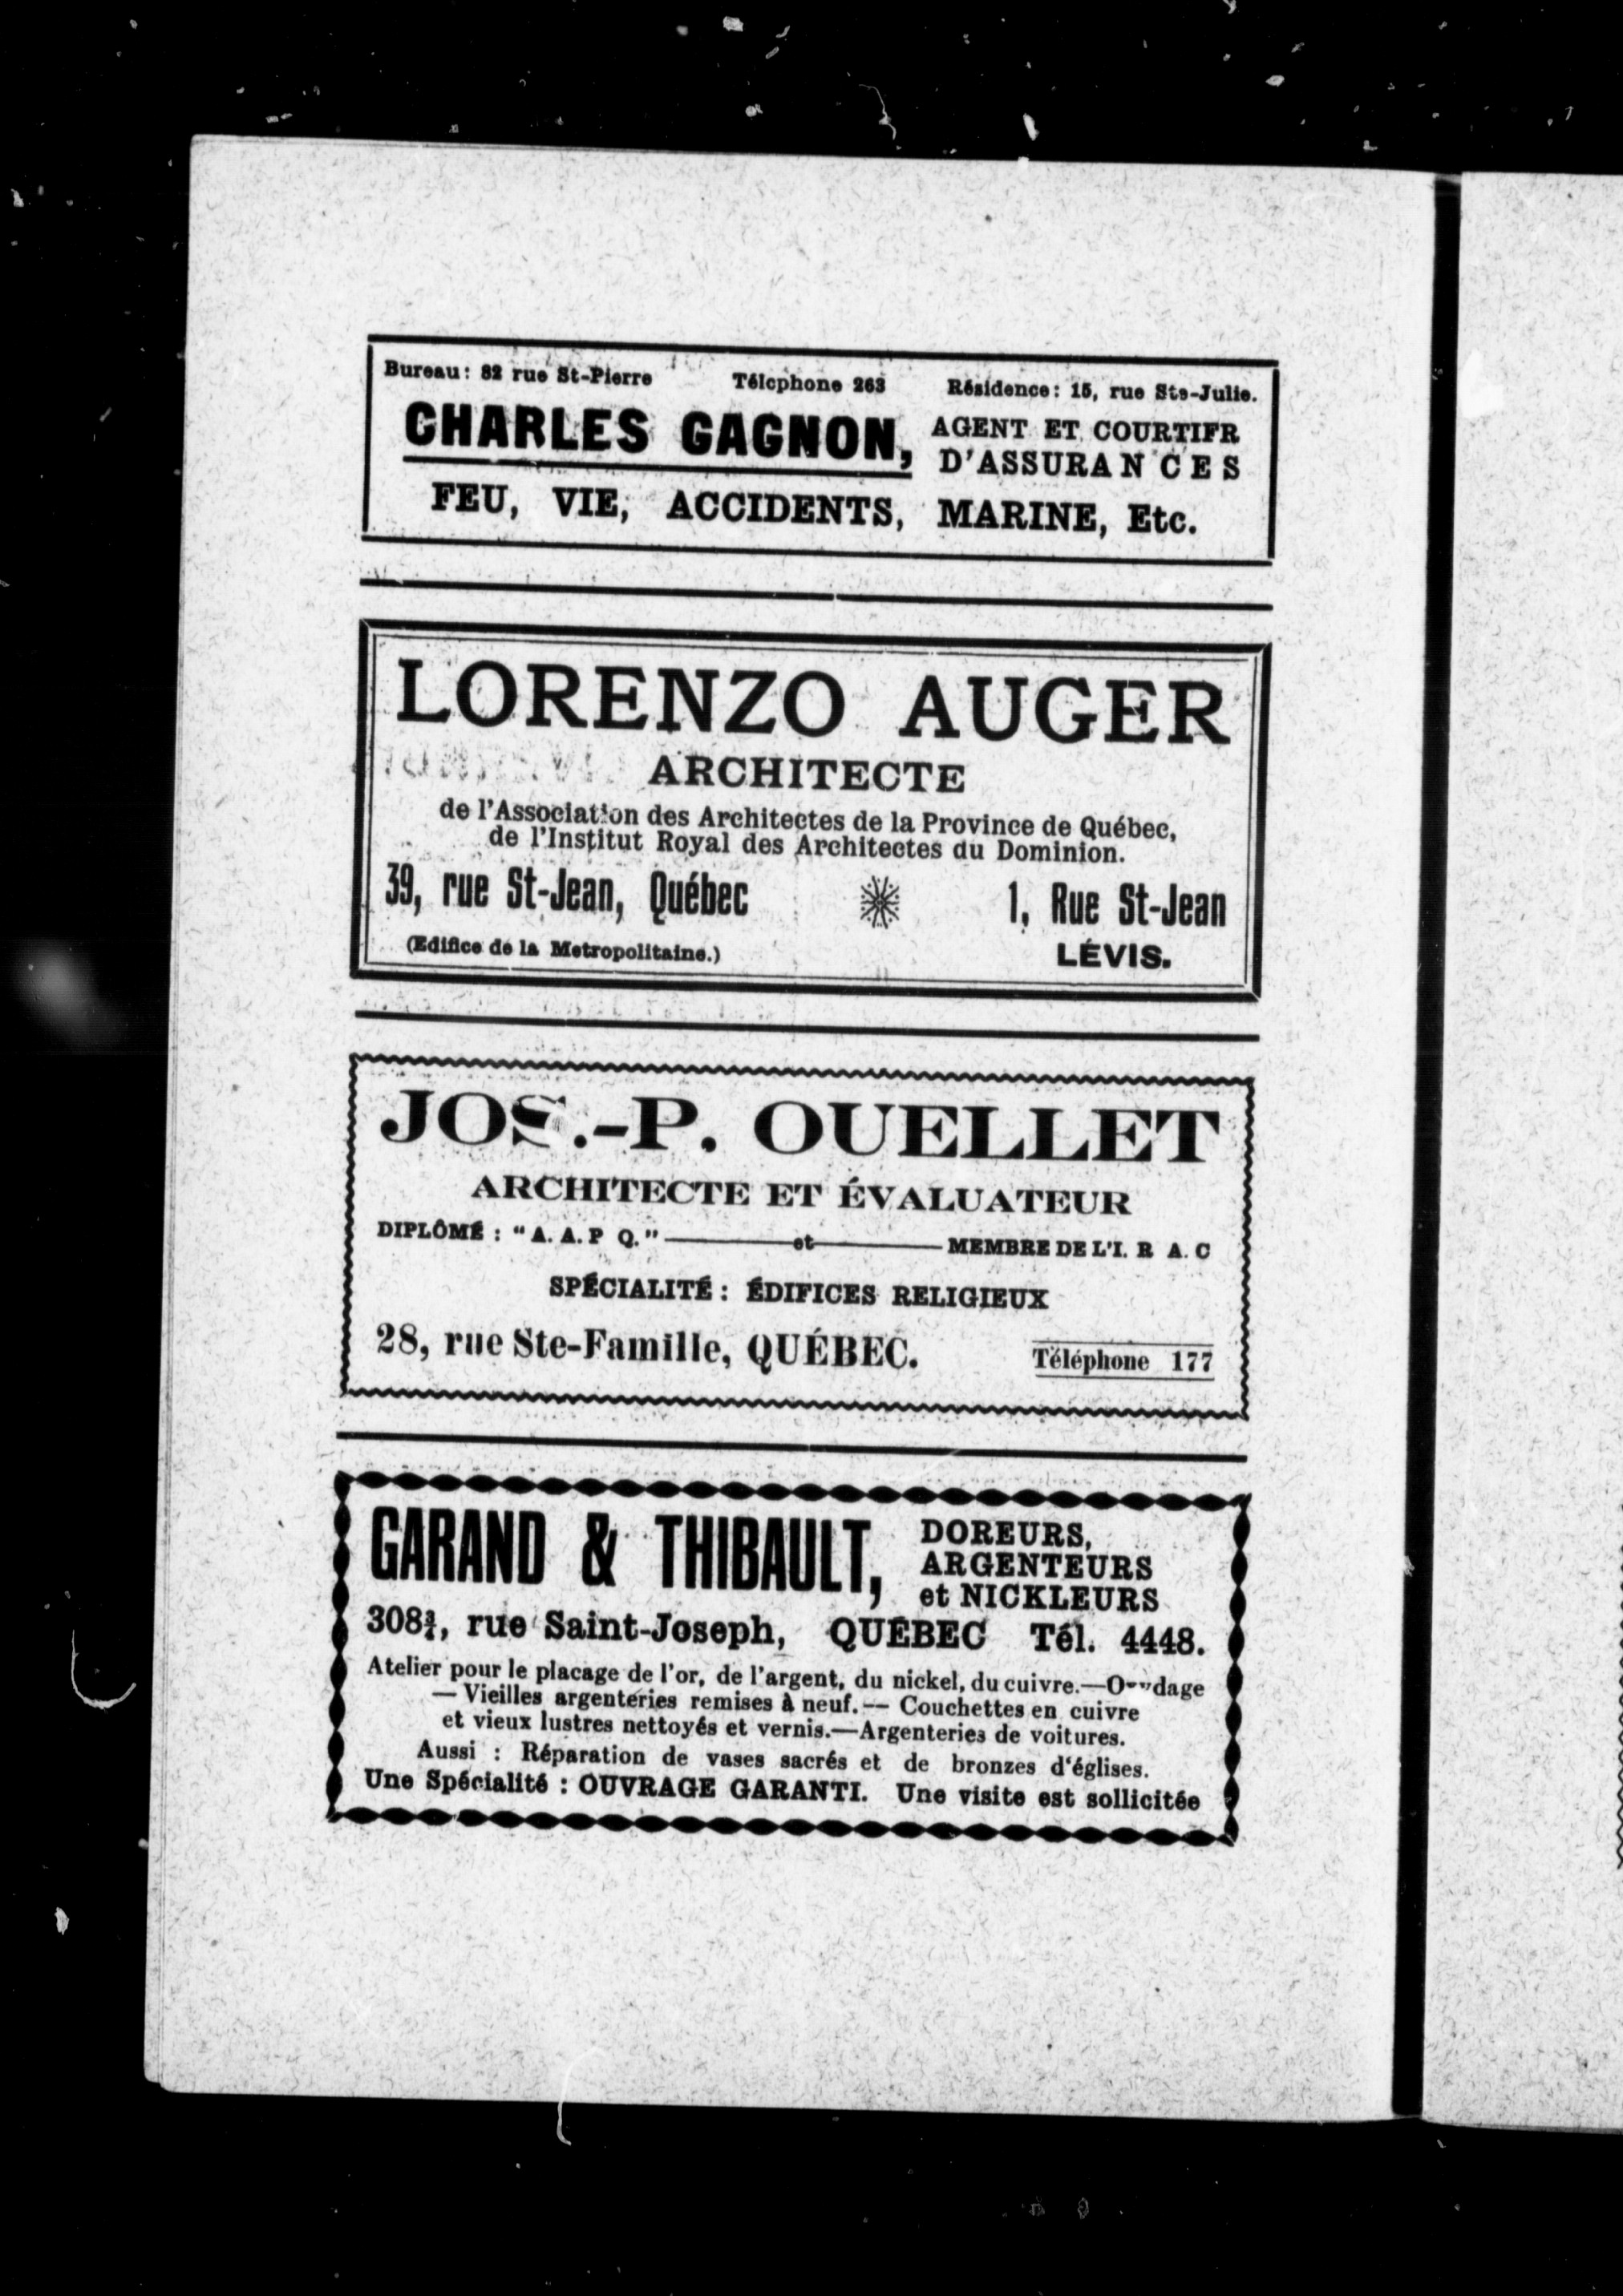 Bureau: 82 rue St-Pierre Télephone 263 Résidence: 15, rue Ste-Julie.
CHARLES GAGNON, AGENT ET COURTIER
D'ASSURANCES
FEU, VIE, ACCIDENTS, MARINE, Etc.
LORENZO AUGER
ARCHITECTE
de l'Association des Architectes de la Province de Québec,
de l'Institut Royal des Architectes du Dominion.
39, rue St-Jean, Québec 1, Rue St-Jean
(Edifice de la Metropolitaine.) LÉVIS.
JOS.-P. OUELLET
ARCHITECTE ET ÉVALUATEUR
DIPLÔMÉ : "A. A. P Q." —et— MEMBRE DE L'I. R A. C
SPÉCIALITÉ : ÉDIFICES RELIGIEUX
28, rue Ste-Famille, QUÉBEC. Téléphone 177
GARAND & THIBAULT, DOREURS,
ARGENTEURS
et NICKLEURS
308¾, rue Saint-Joseph, QUÉBEC Tél. 4448.
Atelier pour le placage de l'or, de l'argent, du nickel, du cuivre.—
— Vieilles argenteries remises à neuf. — Couchettes en cuivre
et vieux lustres nettoyés et vernis.—Argenteries de voitures.
Aussi : Réparation de vases sacrés et de bronzes d'églises.
Une Spécialité : OUVRAGE GARANTI. Une visite est sollicitée